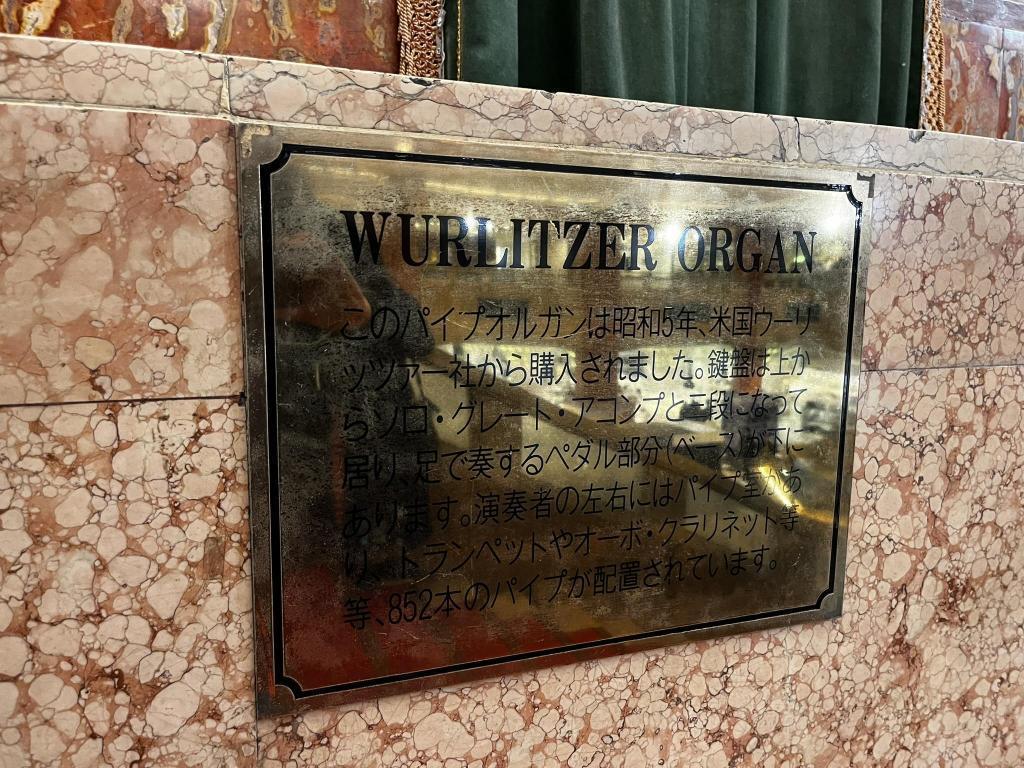 WURLITZER ORGAN
このパイプオルガンは昭和5年、米国ウーリ
ッツァー社から購入されました。鍵盤は上か
らソロ・グレート・アコンプと三段になって
居り、足で奏するペダル部分(ベース)が下に
あります。演奏者の左右にはパイプ室があ
り、トランペットやオーボ・クラリネット等
等、852本のパイプが配置されています。